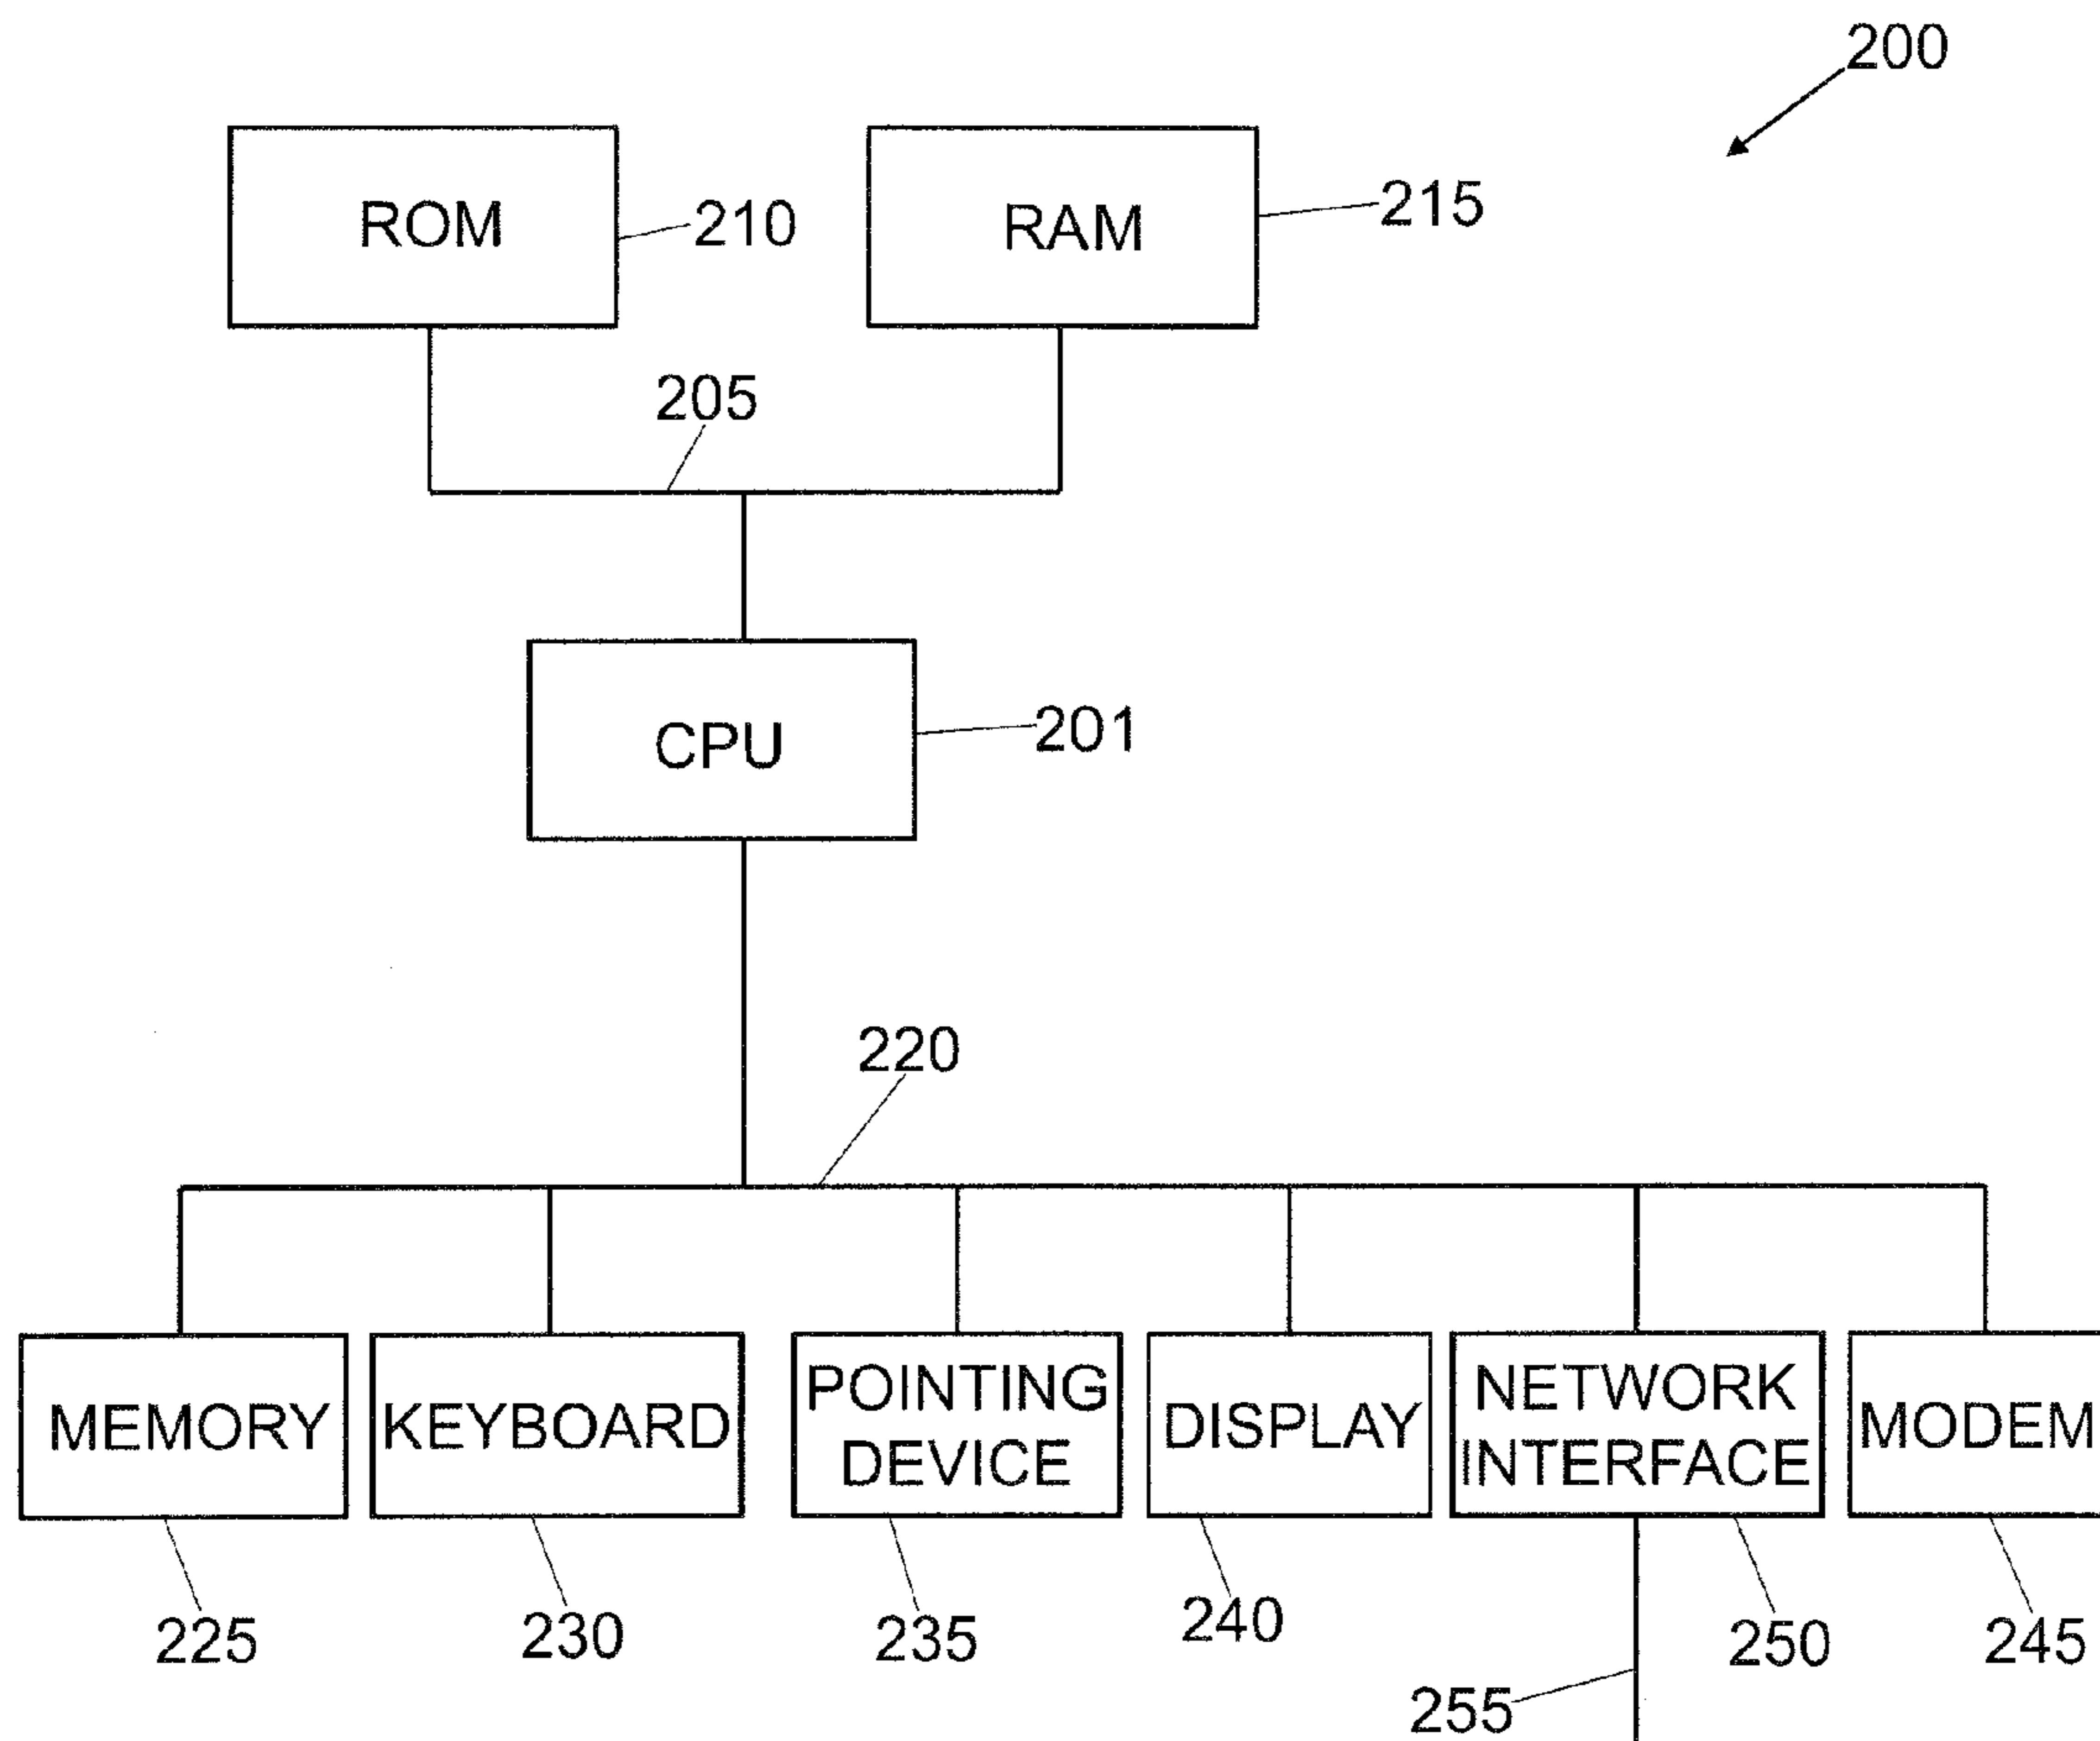 200
ROM
210
RAM
215
205
CPU
201
220
MEMORY
KEYBOARD
POINTING
DEVICE
DISPLAY
NETWORK
INTERFACE
MODEM
225
230
235
240
250
245
255